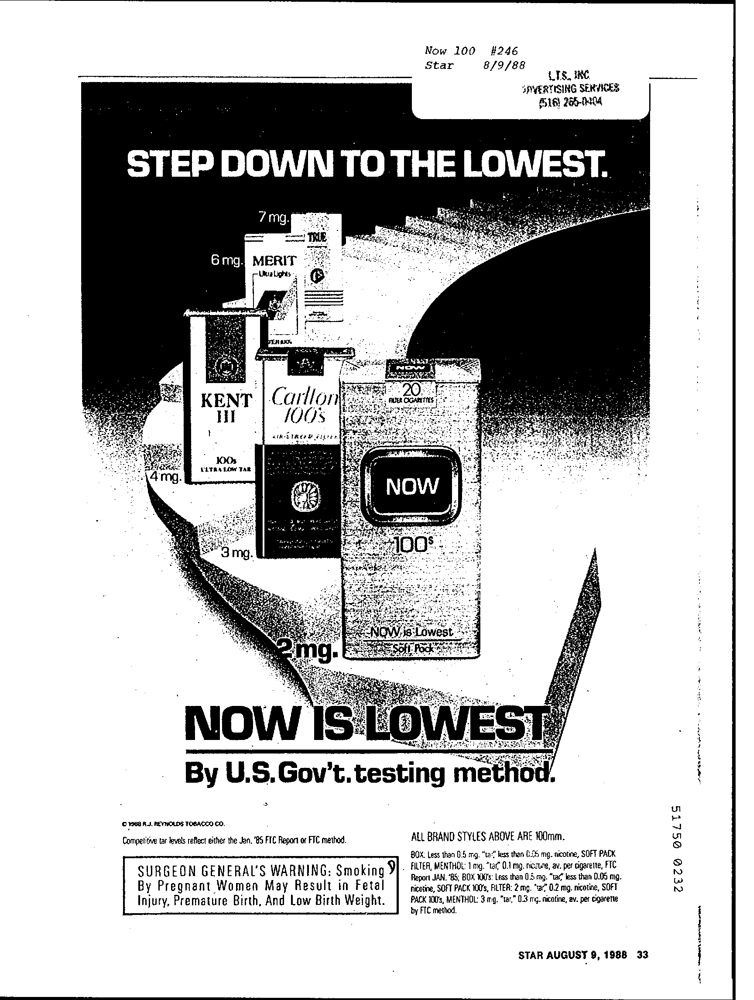 Now 100 #246
Star 8/9/88
L.T.S., INC.
ADVERTISING SERVICES
(516) 265-0404
STEP DOWN TO THE LOWEST.
7 mg.
TRUE
6 mg.
MERIT
Ultra Lights
KENT
III
100s
ULTRA LOW TAR
4 mg.
Carlton
100's
3 mg.
NOW
20
FILTER CIGARETTES
NOW
100s
NOW is Lowest
Soft Pack
2 mg.
NOW IS LOWEST
By U.S. Gov't. testing method.
© 1988 R.J. REYNOLDS TOBACCO CO.
Competitive tar levels reflect either the Jan. '85 FTC Report or FTC method.
SURGEON GENERAL'S WARNING: Smoking
By Pregnant Women May Result in Fetal
Injury, Premature Birth, And Low Birth Weight.
ALL BRAND STYLES ABOVE ARE 100mm.
BOX: Less than 0.5 mg. "tar," less than 0.05 mg. nicotine, SOFT PACK
FILTER, MENTHOL: 1 mg. "tar," 0.1 mg. nicotine, av. per cigarette, FTC
Report JAN. '85; BOX 100's: Less than 0.5 mg. "tar," less than 0.05 mg.
nicotine, SOFT PACK 100's, FILTER: 2 mg. "tar," 0.2 mg. nicotine, SOFT
PACK 100's, MENTHOL: 3 mg. "tar," 0.3 mg. nicotine, av. per cigarette
by FTC method.
51750 0232
STAR AUGUST 9, 1988 33